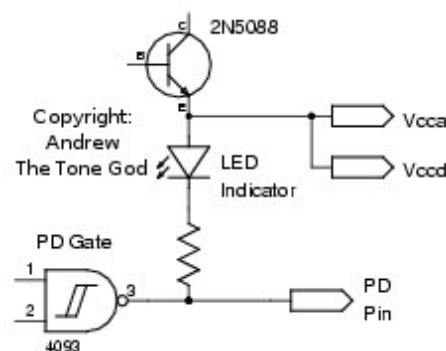 C
2N5088
B
E
Copyright:
Andrew
The Tone God
Vcca
LED
Indicator
Vccd
PD Gate
1
2
3
4093
PD
Pin